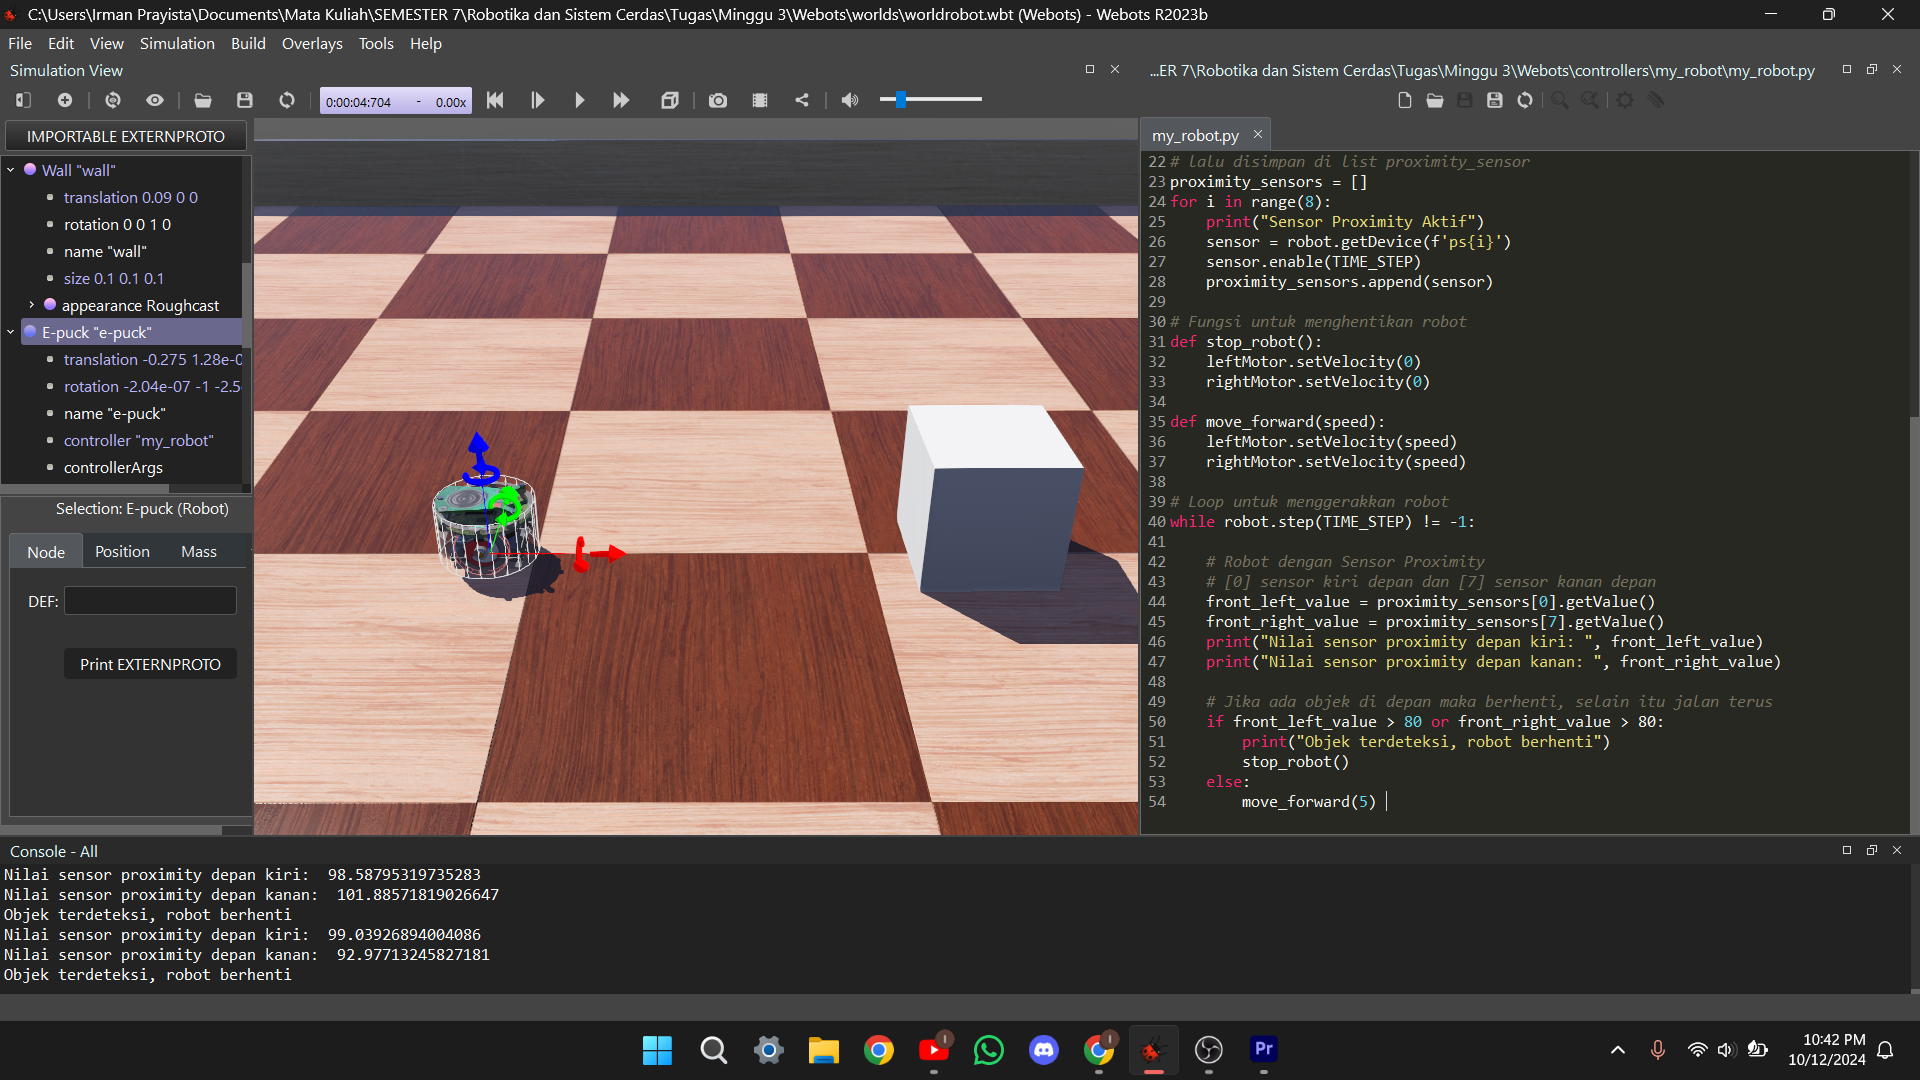 C:\Users\Irman Prayista\Documents\Mata Kuliah\SEMESTER 7\Robotika dan Sistem Cerdas\Tugas\Minggu 3\Webots\worlds\worldrobot.wbt (Webots) - Webots R2023b
File Edit View Simulation Build Overlays Tools Help
Simulation View
...ER 7\Robotika dan Sistem Cerdas\Tugas\Minggu 3\Webots\controllers\my_robot\my_robot.py
0:00:04:704 - 0.00x
IMPORTABLE EXTERNPROTO
Wall "wall"
translation 0.09 0 0
rotation 0 0 1 0
name "wall"
size 0.1 0.1 0.1
appearance Roughcast
E-puck "e-puck"
translation -0.275 1.28e-0
rotation -2.04e-07 -1 -2.5
name "e-puck"
controller "my_robot"
controllerArgs
Selection: E-puck (Robot)
Node Position Mass
DEF:
Print EXTERNPROTO
my_robot.py
22 # lalu disimpan di list proximity_sensor
23 proximity_sensors = []
24 for i in range(8):
25     print("Sensor Proximity Aktif")
26     sensor = robot.getDevice(f'ps{i}')
27     sensor.enable(TIME_STEP)
28     proximity_sensors.append(sensor)
29
30 # Fungsi untuk menghentikan robot
31 def stop_robot():
32     leftMotor.setVelocity(0)
33     rightMotor.setVelocity(0)
34
35 def move_forward(speed):
36     leftMotor.setVelocity(speed)
37     rightMotor.setVelocity(speed)
38
39 # Loop untuk menggerakkan robot
40 while robot.step(TIME_STEP) != -1:
41
42     # Robot dengan Sensor Proximity
43     # [0] sensor kiri depan dan [7] sensor kanan depan
44     front_left_value = proximity_sensors[0].getValue()
45     front_right_value = proximity_sensors[7].getValue()
46     print("Nilai sensor proximity depan kiri: ", front_left_value)
47     print("Nilai sensor proximity depan kanan: ", front_right_value)
48
49     # Jika ada objek di depan maka berhenti, selain itu jalan terus
50     if front_left_value > 80 or front_right_value > 80:
51         print("Objek terdeteksi, robot berhenti")
52         stop_robot()
53     else:
54         move_forward(5)
Console - All
Nilai sensor proximity depan kiri:  98.58795319735283
Nilai sensor proximity depan kanan:  101.88571819026647
Objek terdeteksi, robot berhenti
Nilai sensor proximity depan kiri:  99.03926894004086
Nilai sensor proximity depan kanan:  92.97713245827181
Objek terdeteksi, robot berhenti
Pr
10:42 PM
10/12/2024